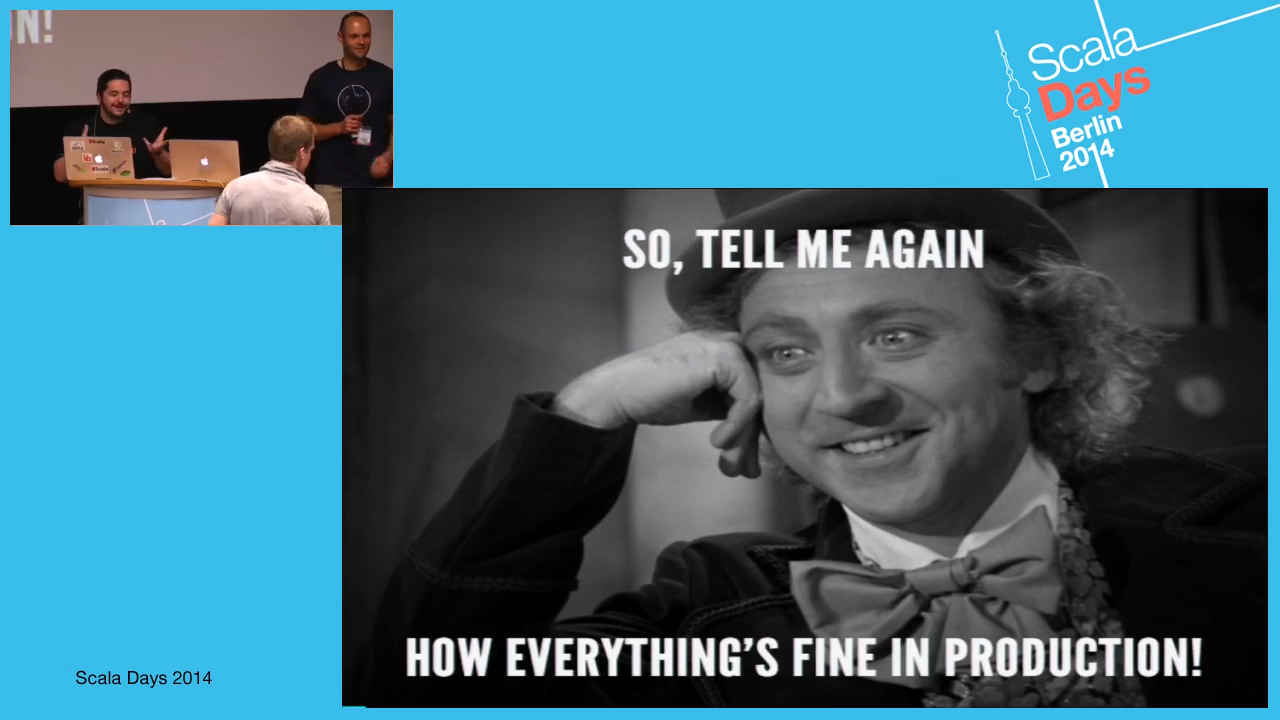 N!
Scala
Days
Berlin
2014
SO, TELL ME AGAIN
HOW EVERYTHING'S FINE IN PRODUCTION!
Scala Days 2014